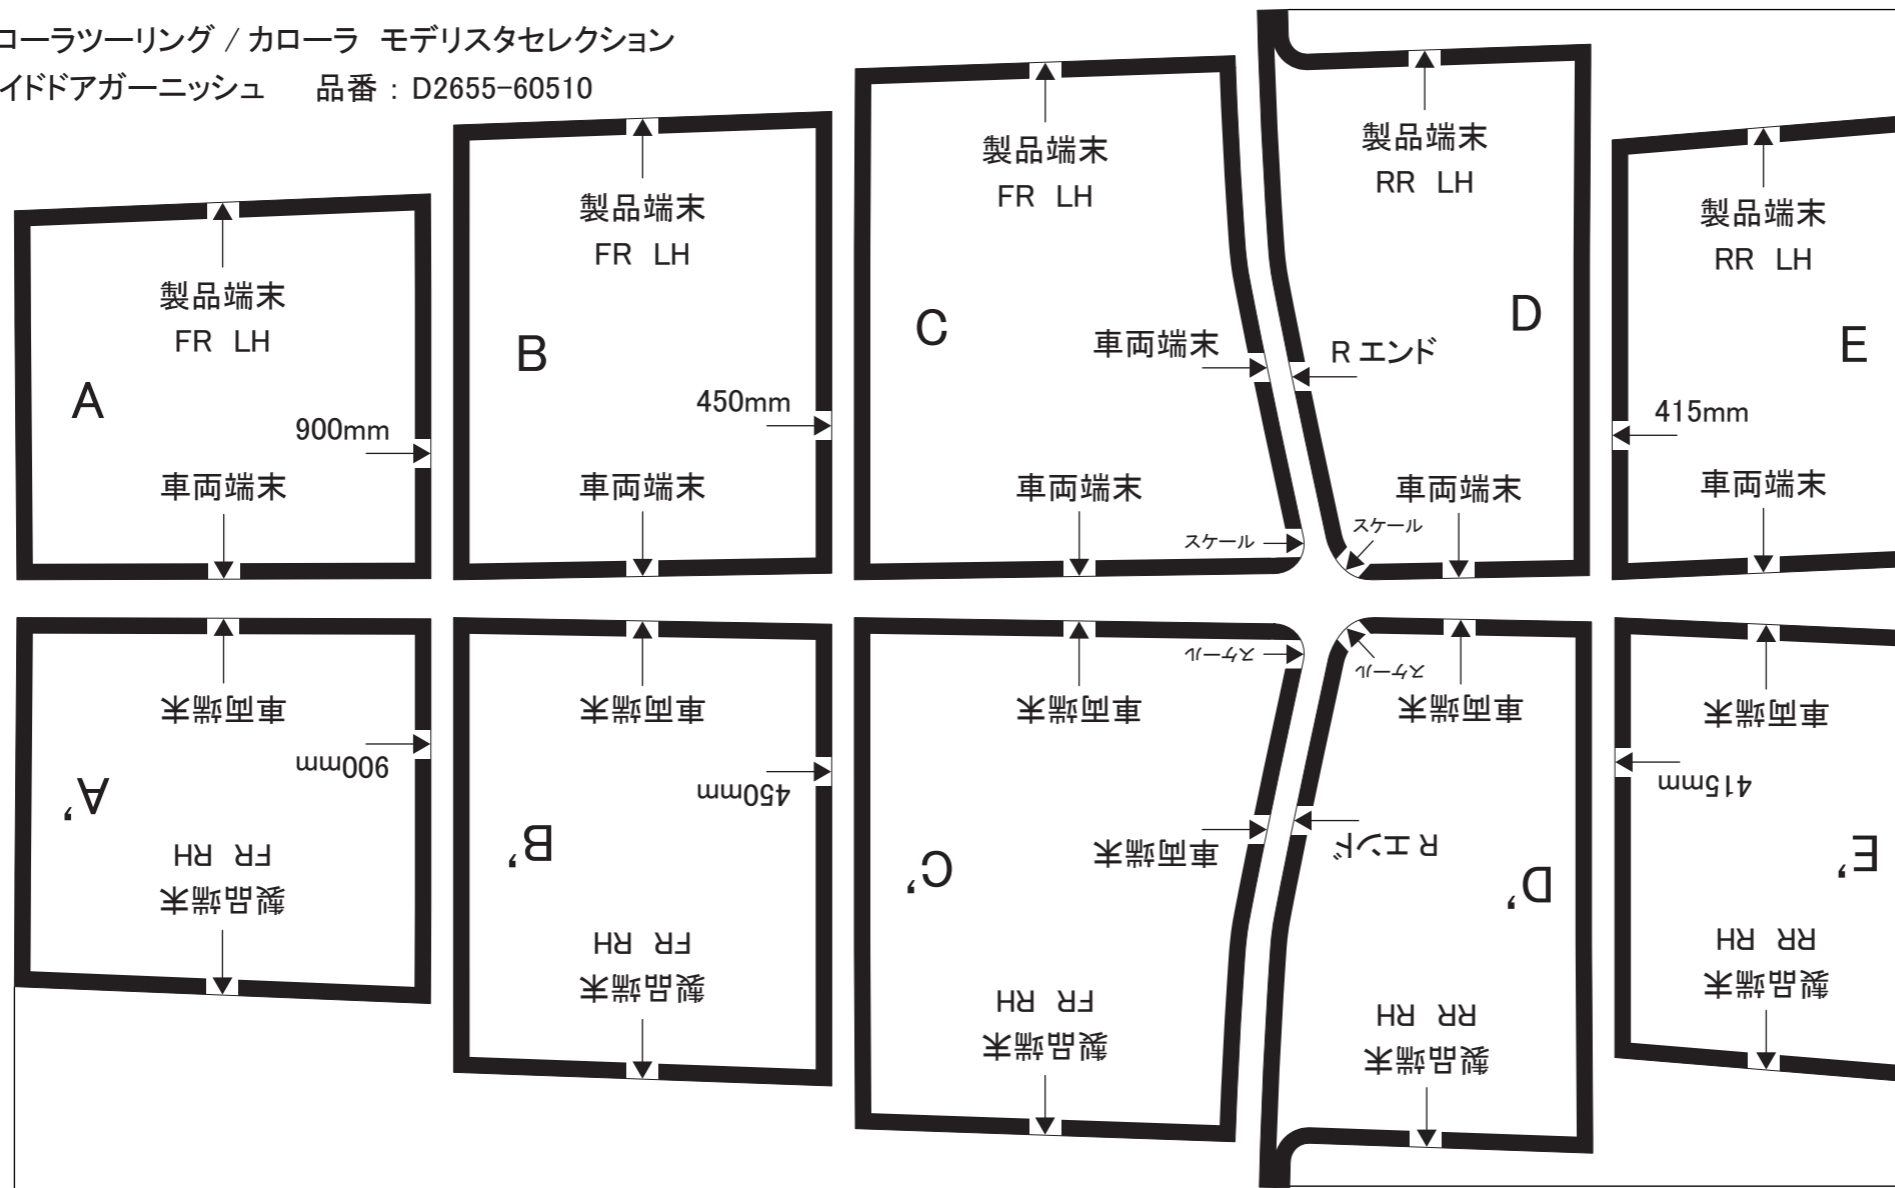 ローラツーリング / カローラ モデリスタセレクション
イドドアガーニッシュ 品番：D2655-60510
製品端末
FR LH
A
900mm
車両端末
製品端末
FR LH
B
450mm
車両端末
製品端末
FR LH
C
車両端末
車両端末
スケール
製品端末
RR LH
D
R エンド
車両端末
スケール
製品端末
RR LH
E
415mm
車両端末
車両端末
900mm
A'
FR RH
製品端末
車両端末
450mm
B'
FR RH
製品端末
スケール
車両端末
車両端末
C'
FR RH
製品端末
スケール
車両端末
R エンド
D'
RR RH
製品端末
車両端末
415mm
E'
RR RH
製品端末